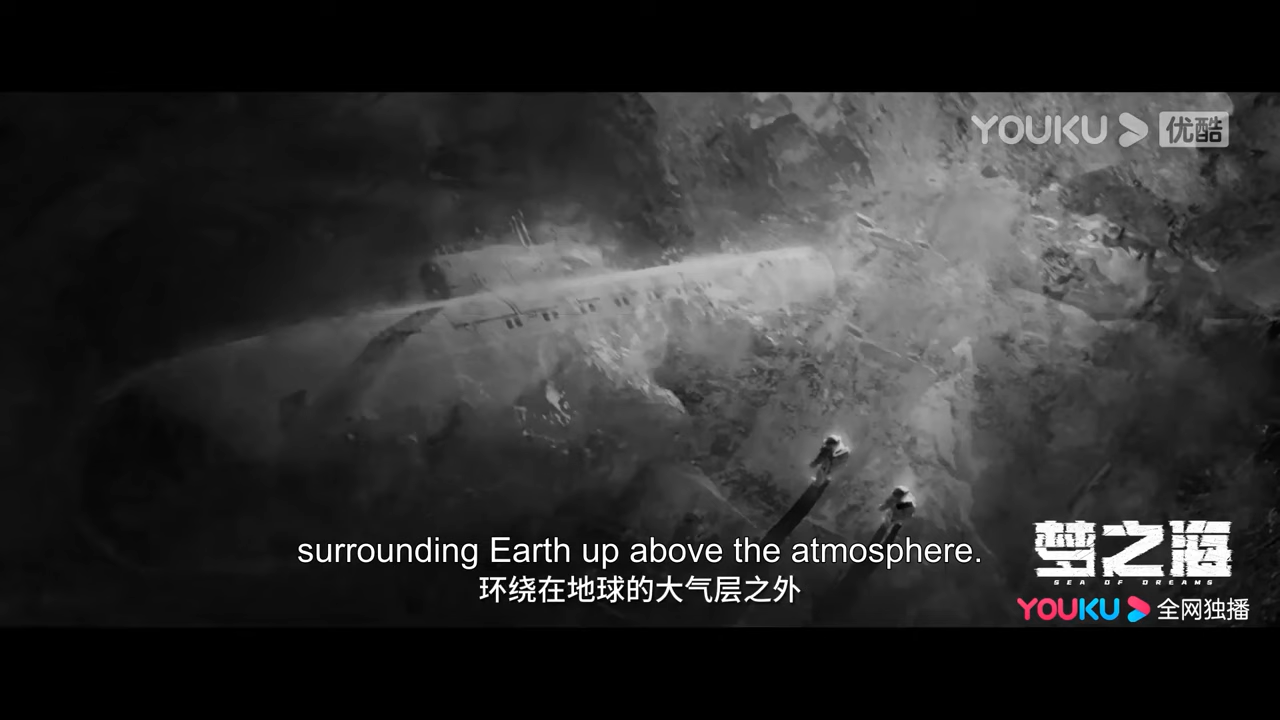 YOUKU 优酷
surrounding Earth up above the atmosphere.
环绕在地球的大气层之外
梦之海
SEA OF DREAMS
YOUKU 全网独播